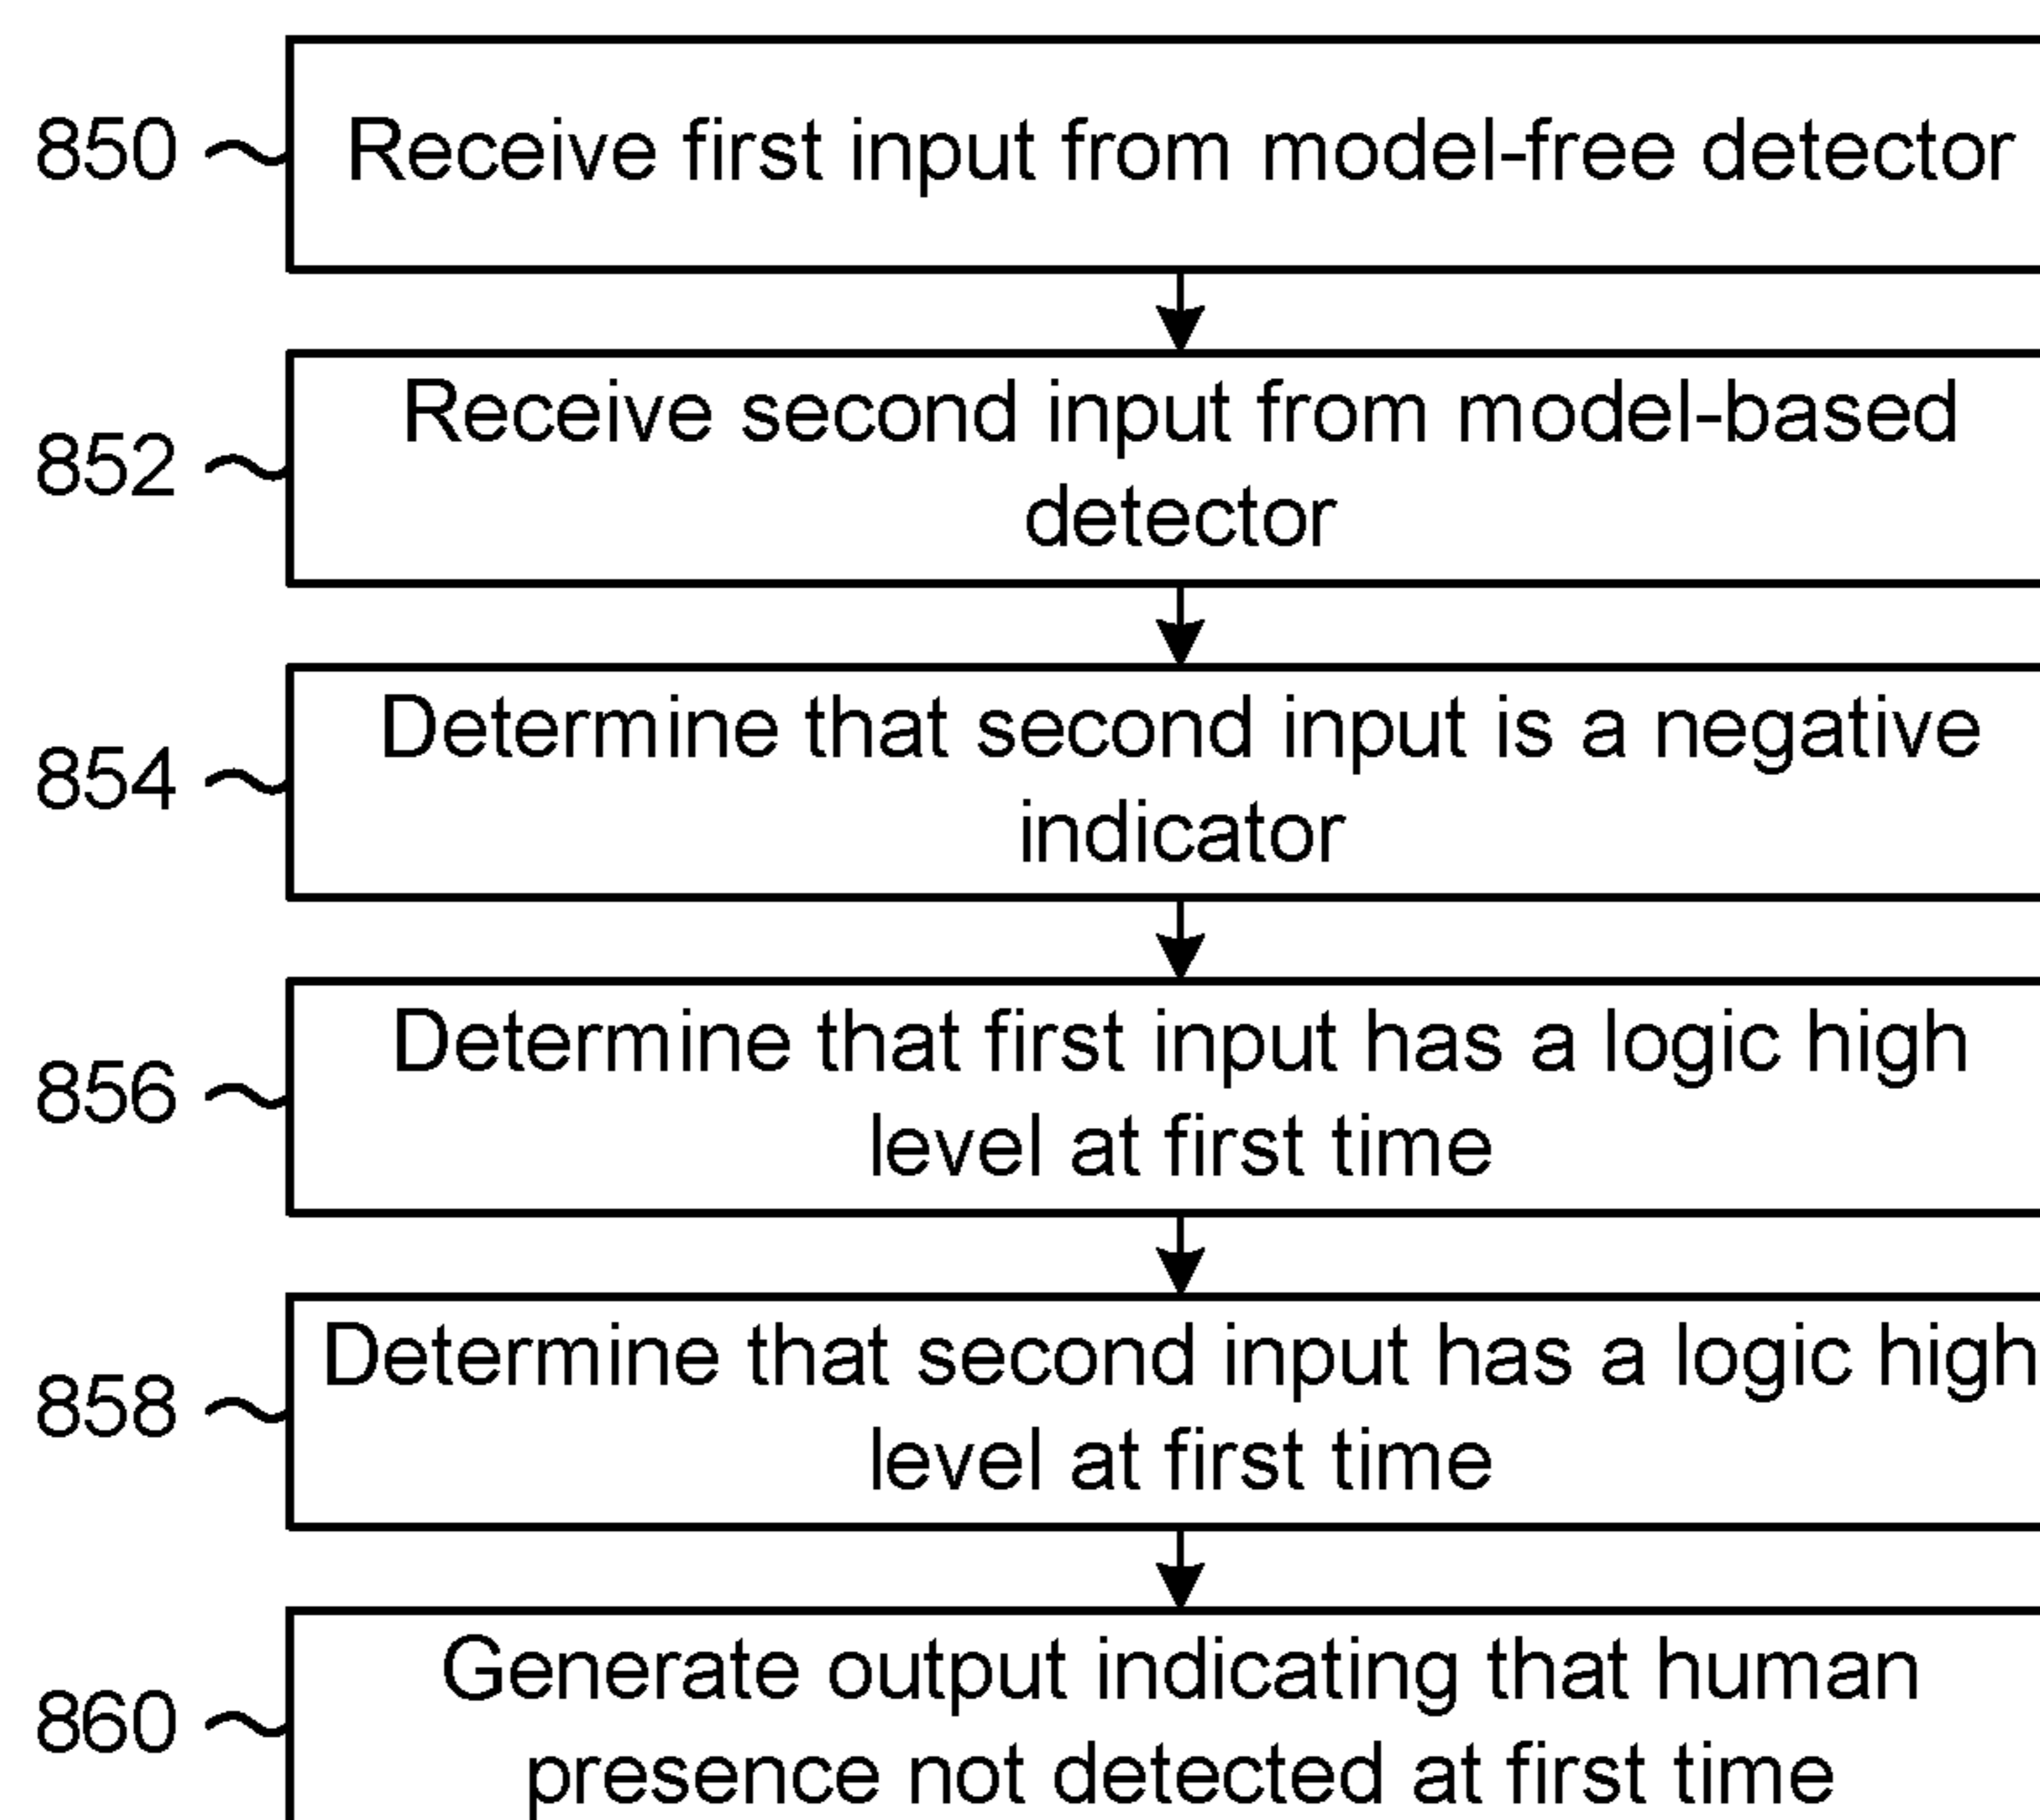 850
Receive first input from model-free detector
852
Receive second input from model-based
detector
854
Determine that second input is a negative
indicator
856
Determine that first input has a logic high
level at first time
858
Determine that second input has a logic high
level at first time
860
Generate output indicating that human
presence not detected at first time